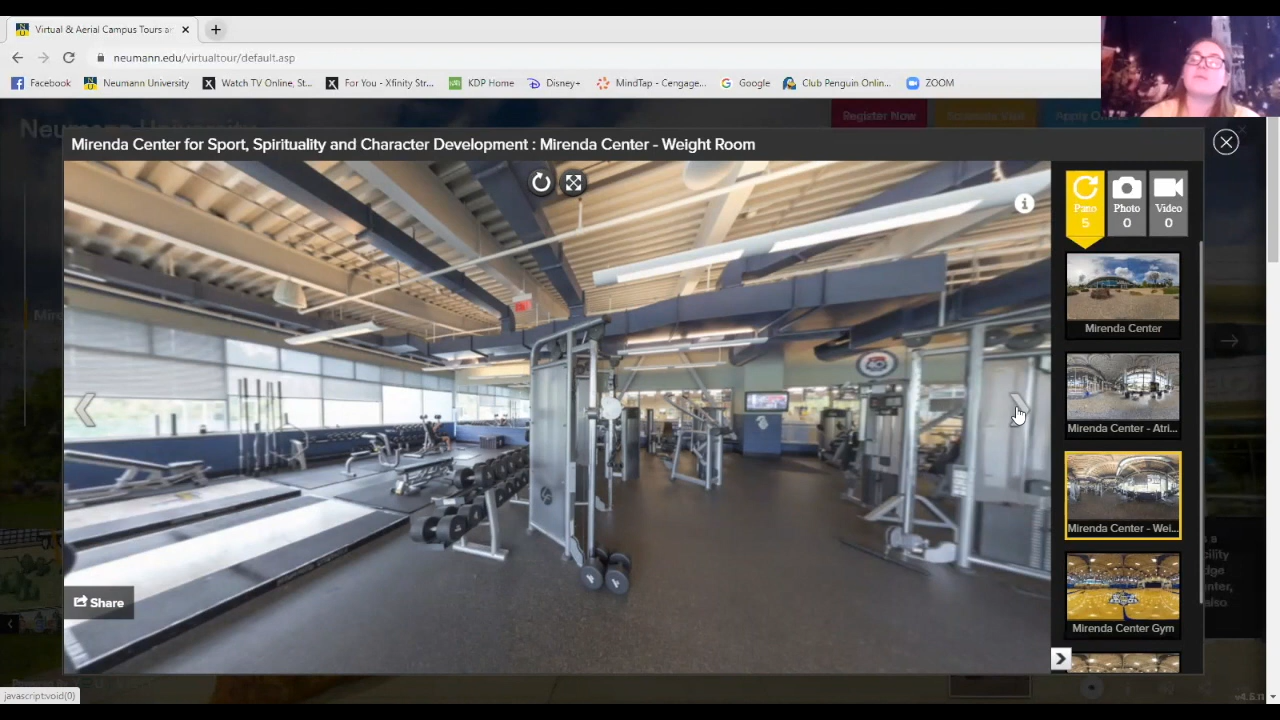 Virtual & Aerial Campus Tours a
neumann.edu/virtualtour/default.asp
Facebook Neumann University Watch TV Online, St... For You - Xfinity Str... KDP Home Disney+ MindTap - Cengage... Google Club Penguin Onlin... ZOOM
Register Now
Mirenda Center for Sport, Spirituality and Character Development : Mirenda Center - Weight Room
Pano Photo Video
5 0 0
Mirenda Center
Mirenda Center - Atri...
Mirenda Center - Wei...
Mirenda Center Gym
Share
javascript:void(0)